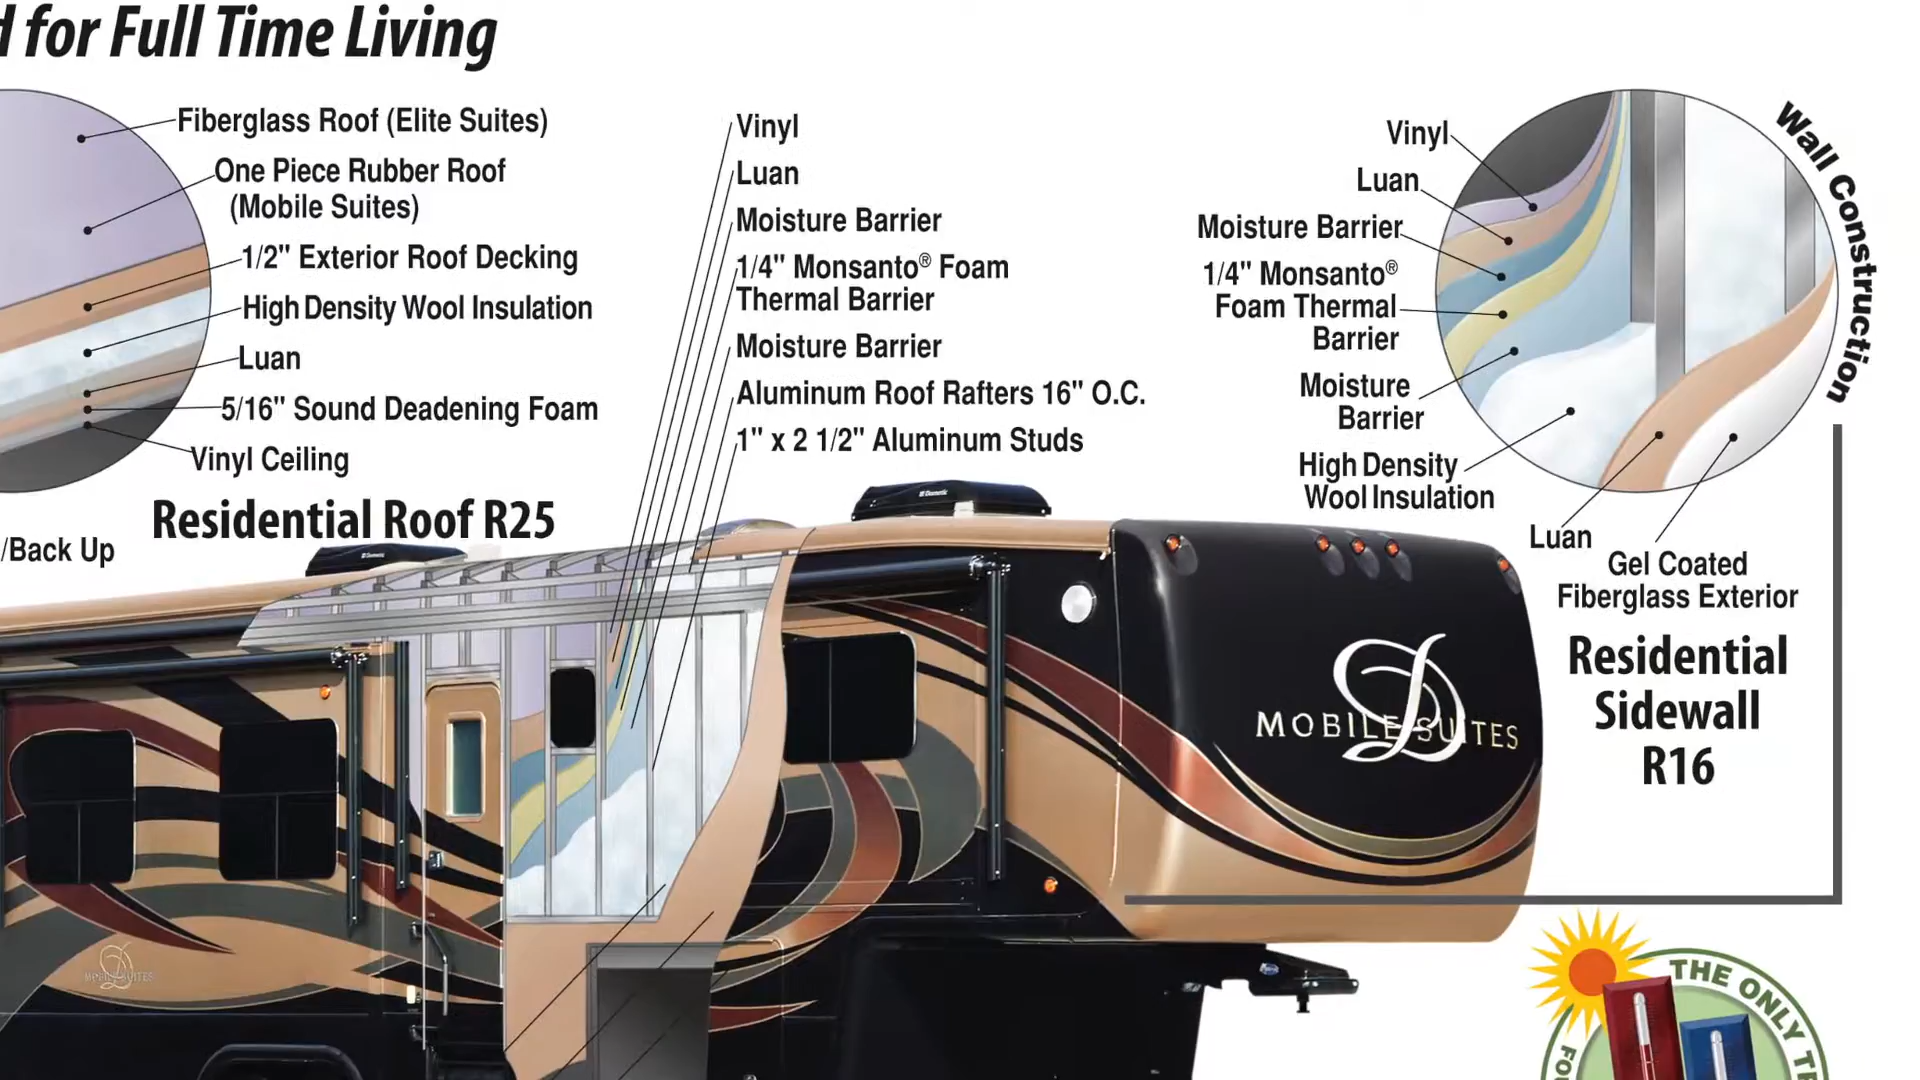 for Full Time Living
Fiberglass Roof (Elite Suites)
One Piece Rubber Roof
(Mobile Suites)
1/2" Exterior Roof Decking
High Density Wool Insulation
Luan
5/16" Sound Deadening Foam
Vinyl Ceiling
Residential Roof R25
/Back Up
Vinyl
Luan
Moisture Barrier
1/4" Monsanto® Foam
Thermal Barrier
Moisture Barrier
Aluminum Roof Rafters 16" O.C.
1" x 2 1/2" Aluminum Studs
Vinyl
Luan
Moisture Barrier
1/4" Monsanto®
Foam Thermal
Barrier
Moisture
Barrier
High Density
Wool Insulation
Luan
Gel Coated
Fiberglass Exterior
Wall Construction
Residential
Sidewall
R16
Dometic
Dometic
D
MOBILE SUITES
D
MOBILE SUITES
THE ONLY